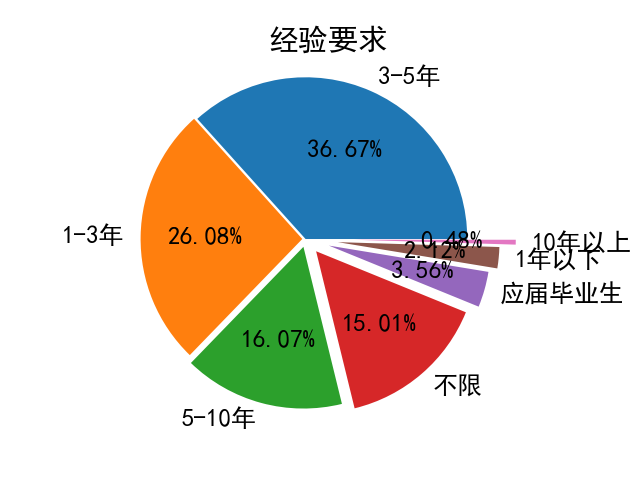 经验要求
3-5年
36.67%
1-3年
26.08%
0.48%
10年以上
2.12%
1年以下
3.56%
应届毕业生
15.01%
16.07%
不限
5-10年